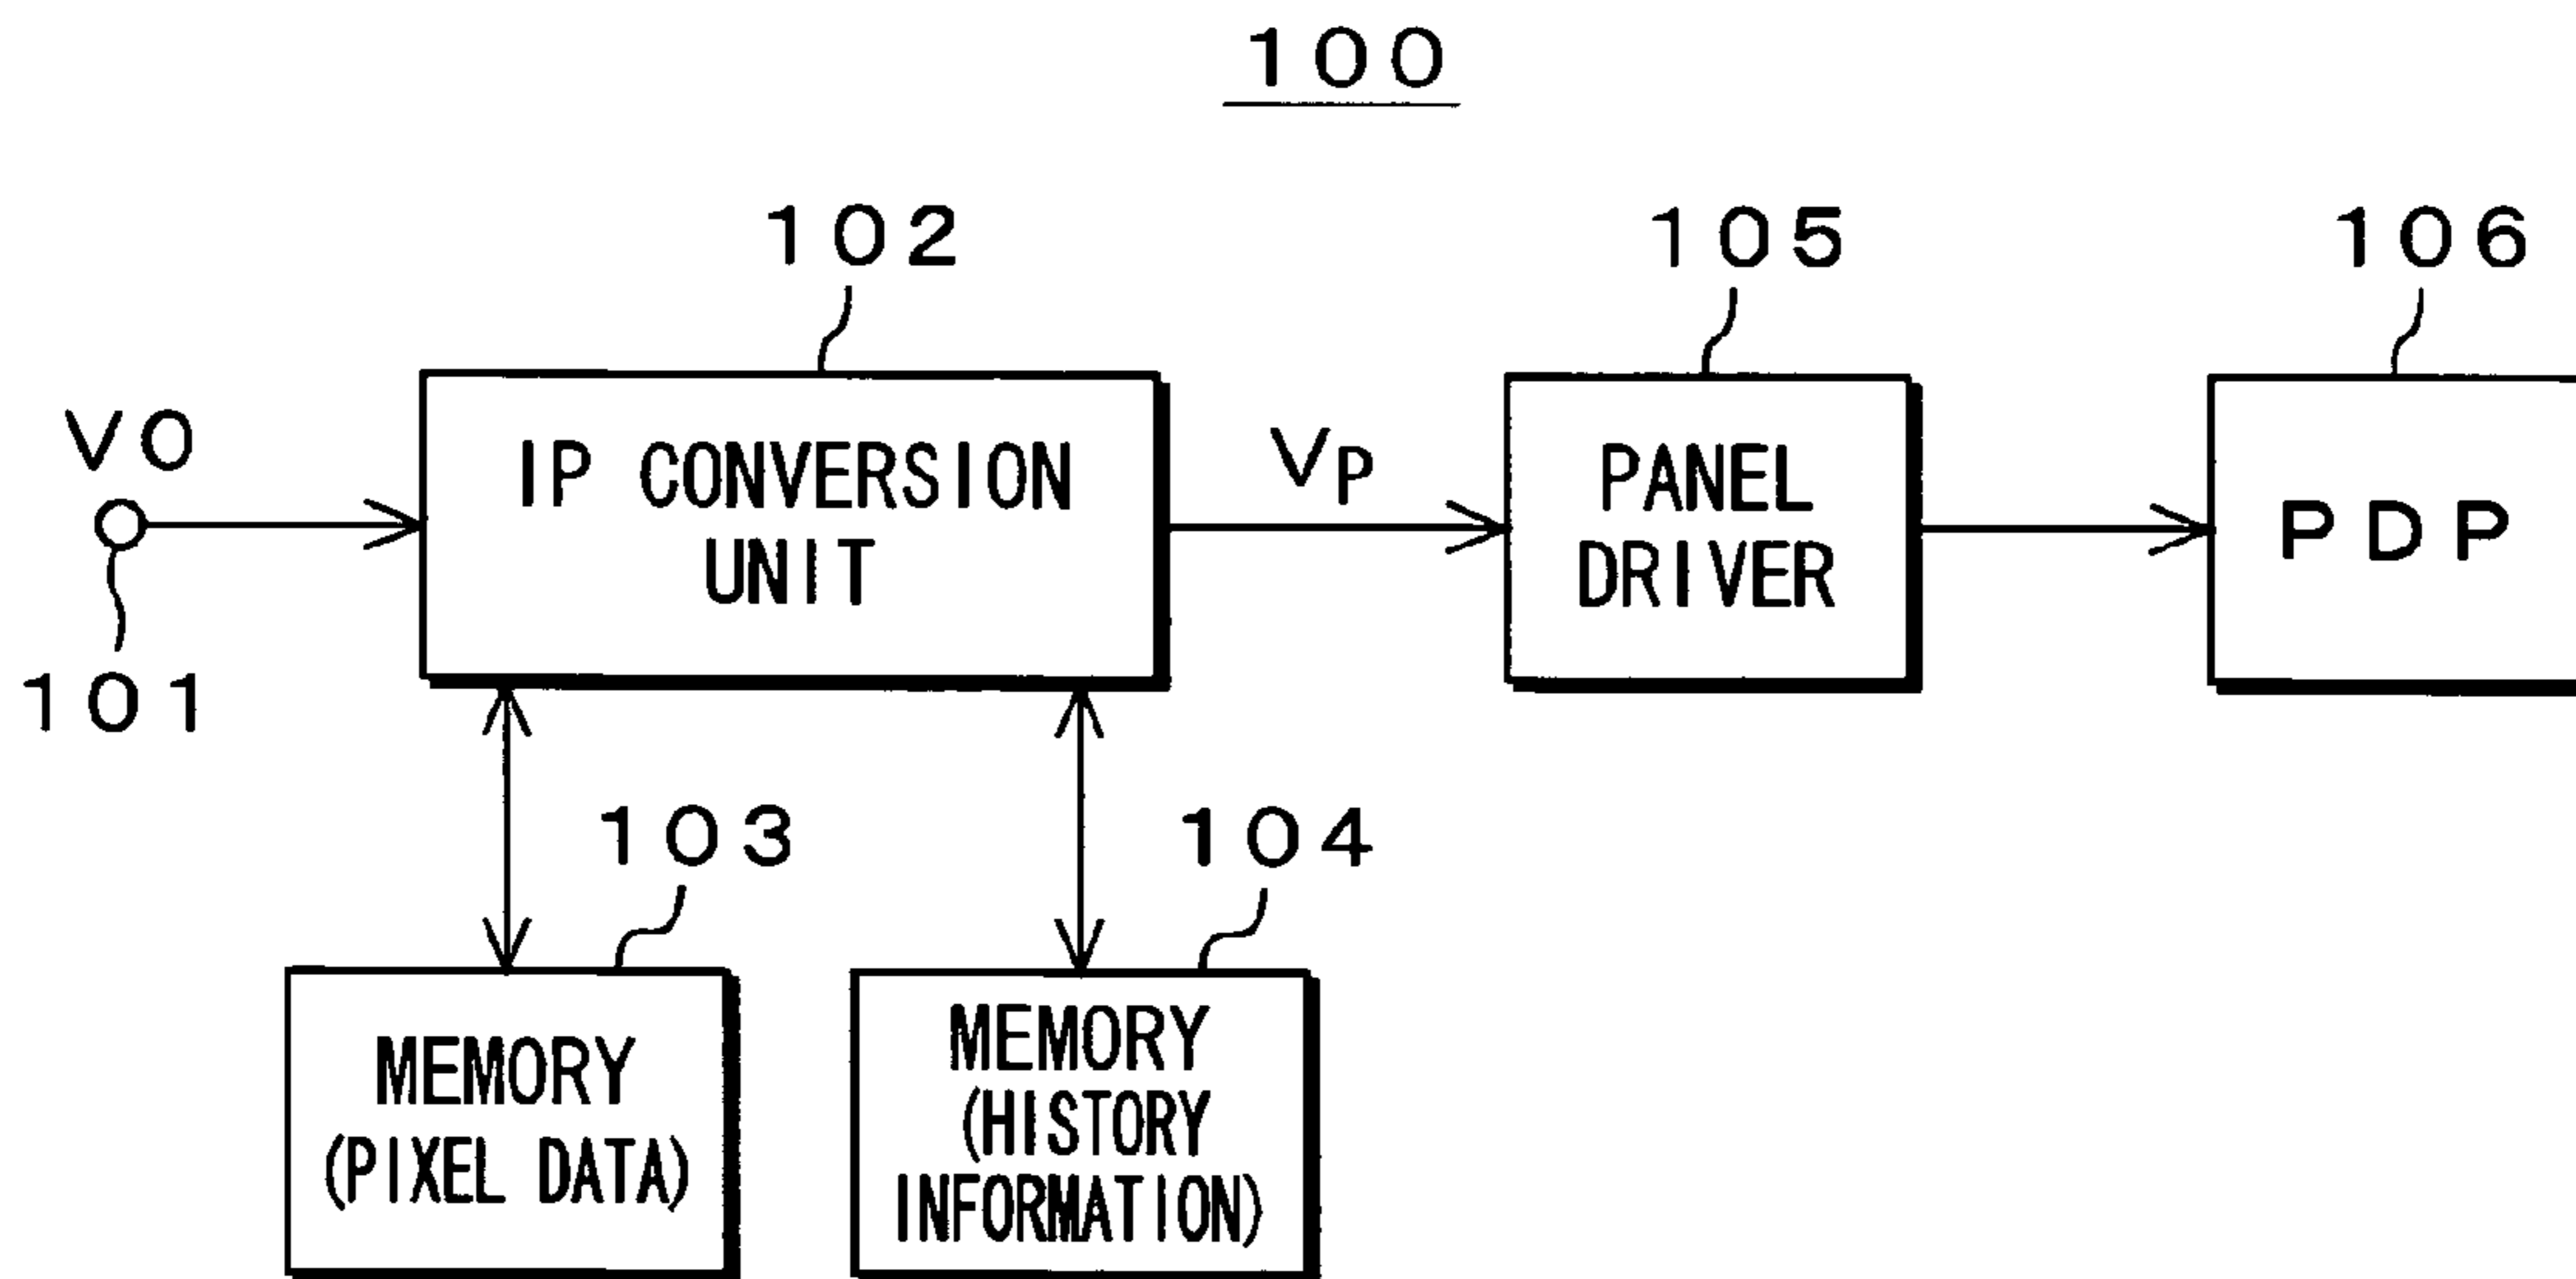 100
102
105
106
V0
IP CONVERSION
UNIT
VP
PANEL
DRIVER
PDP
101
103
104
MEMORY
(PIXEL DATA)
MEMORY
(HISTORY
INFORMATION)